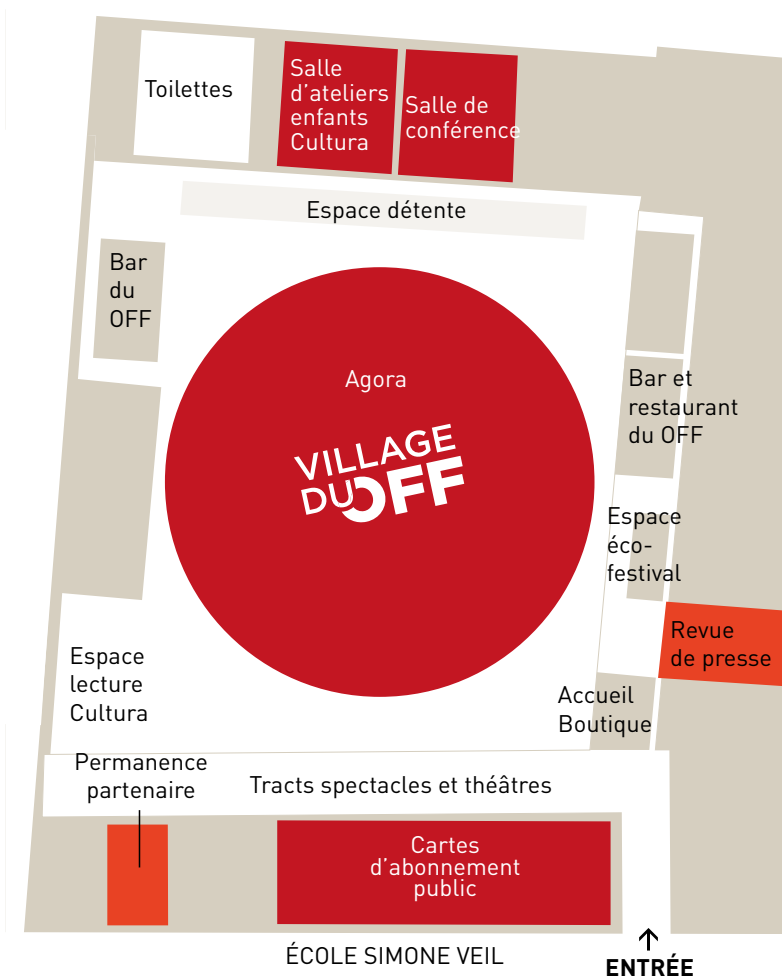 Toilettes
Salle
d'ateliers
enfants
Cultura
Salle de
conférence
Espace détente
Bar
du
OFF
Agora
VILLAGE
DU OFF
Bar et
restaurant
du OFF
Espace
éco-
festival
Revue
de presse
Espace
lecture
Cultura
Accueil
Boutique
Permanence
partenaire
Tracts spectacles et théâtres
Cartes
d'abonnement
public
ÉCOLE SIMONE VEIL
ENTRÉE